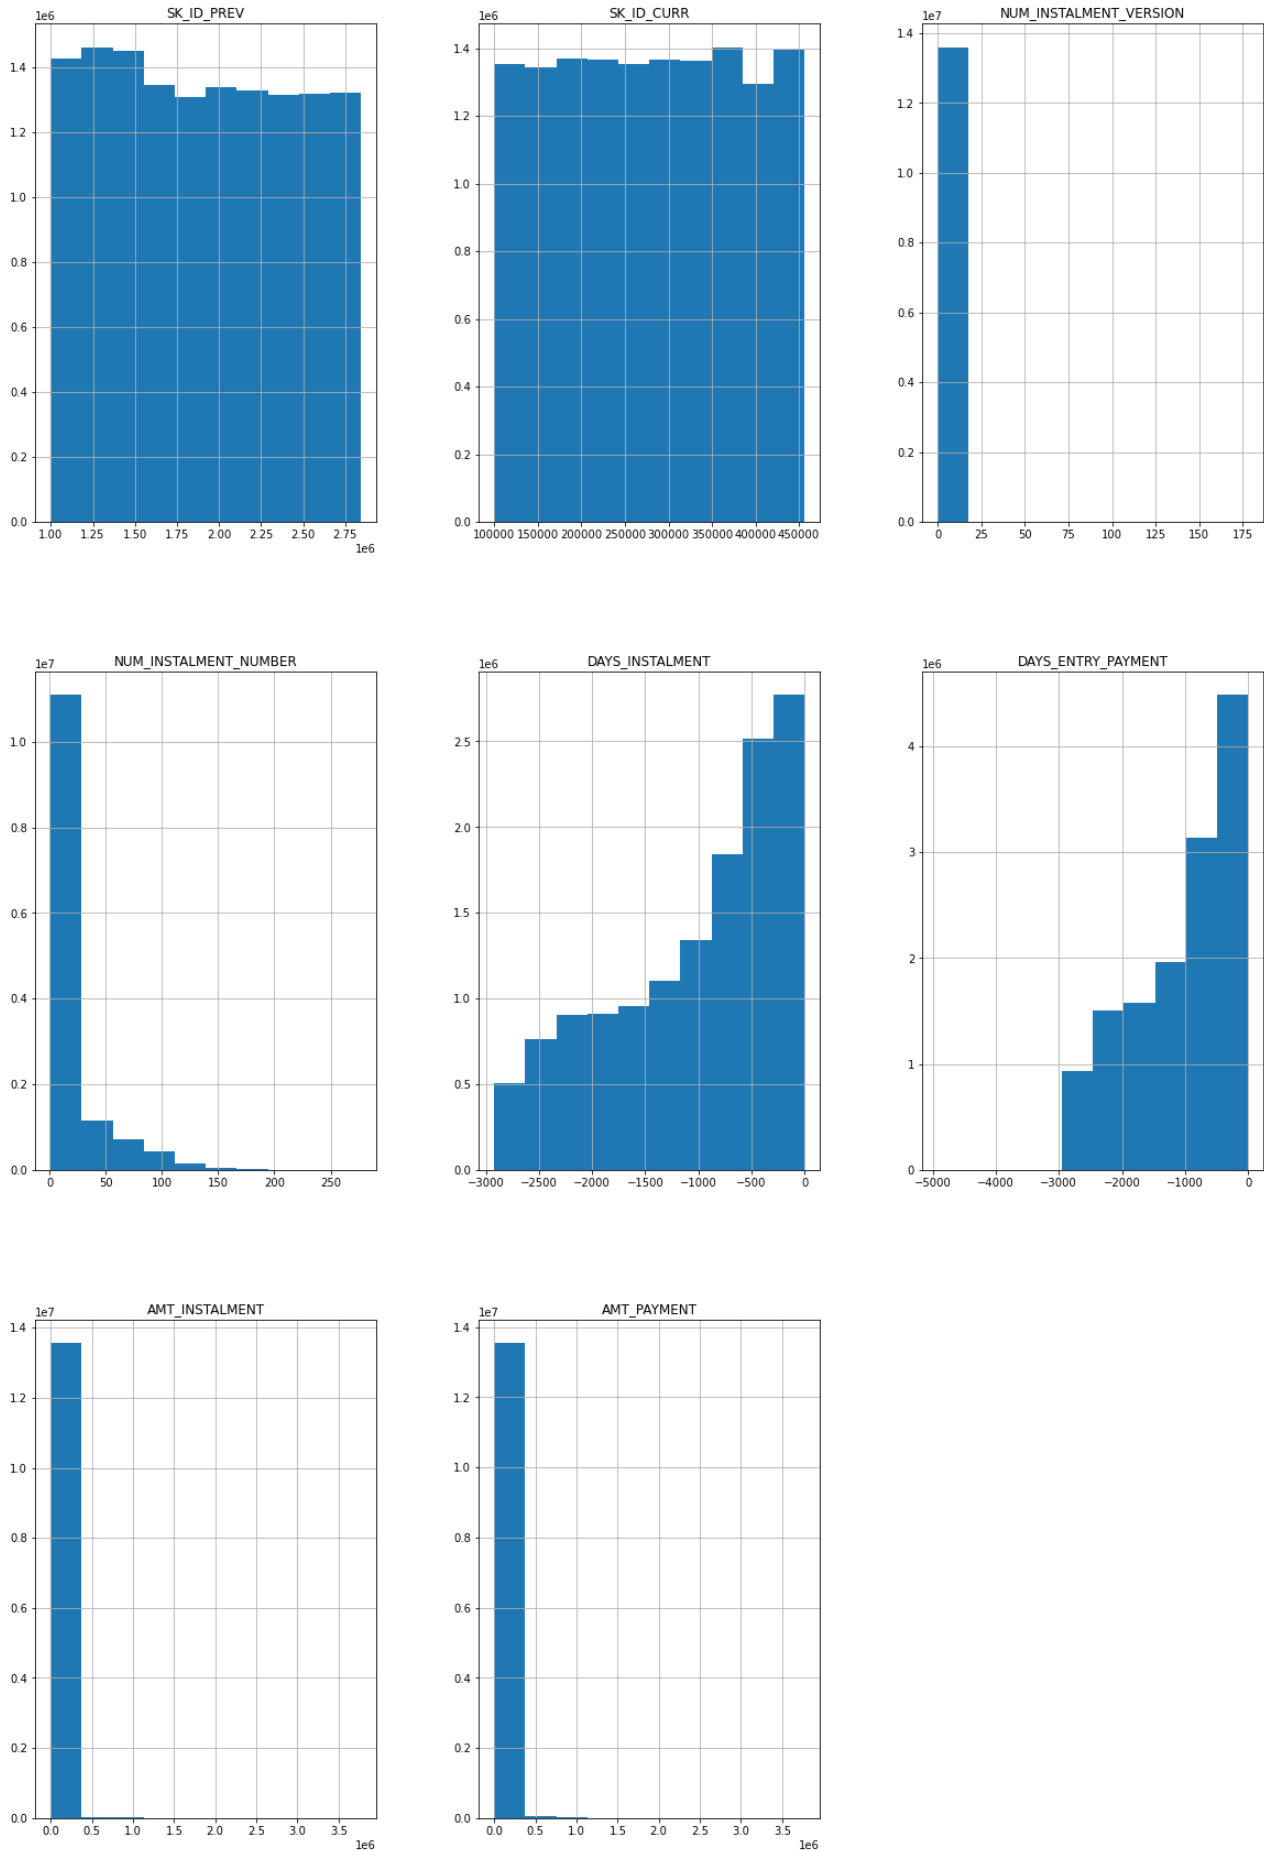 SK_ID_PREV
1e6
1.4
1.2
1.0
0.8
0.6
0.4
0.2
0.0
1.00 1.25 1.50 1.75 2.00 2.25 2.50 2.75
1e6
SK_ID_CURR
1e6
1.4
1.2
1.0
0.8
0.6
0.4
0.2
0.0
100000 150000 200000 250000 300000 350000 400000 450000
NUM_INSTALMENT_VERSION
1e7
1.4
1.2
1.0
0.8
0.6
0.4
0.2
0.0
0 25 50 75 100 125 150 175
NUM_INSTALMENT_NUMBER
1e7
1.0
0.8
0.6
0.4
0.2
0.0
0 50 100 150 200 250
DAYS_INSTALMENT
1e6
2.5
2.0
1.5
1.0
0.5
0.0
−3000 −2500 −2000 −1500 −1000 −500 0
DAYS_ENTRY_PAYMENT
1e6
4
3
2
1
0
−5000 −4000 −3000 −2000 −1000 0
AMT_INSTALMENT
1e7
1.4
1.2
1.0
0.8
0.6
0.4
0.2
0.0
0.0 0.5 1.0 1.5 2.0 2.5 3.0 3.5
1e6
AMT_PAYMENT
1e7
1.4
1.2
1.0
0.8
0.6
0.4
0.2
0.0
0.0 0.5 1.0 1.5 2.0 2.5 3.0 3.5
1e6